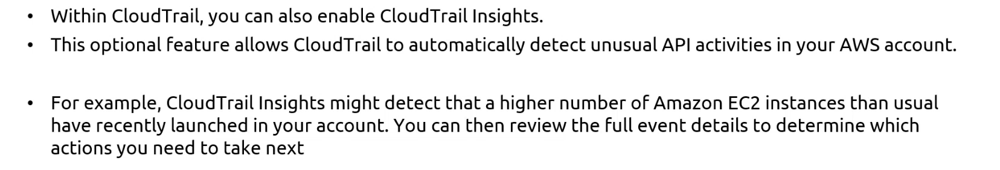 • Within CloudTrail, you can also enable CloudTrail Insights.
• This optional feature allows CloudTrail to automatically detect unusual API activities in your AWS account.
• For example, CloudTrail Insights might detect that a higher number of Amazon EC2 instances than usual
have recently launched in your account. You can then review the full event details to determine which
actions you need to take next